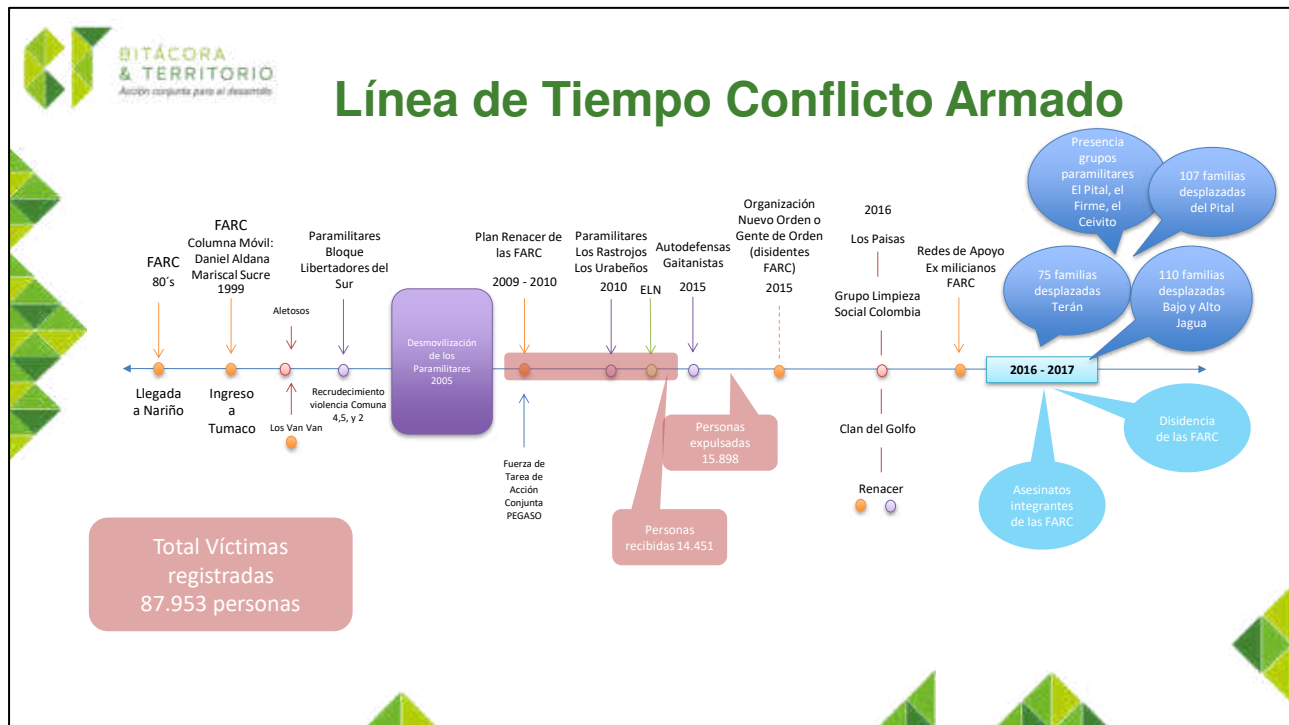 BITÁCORA
& TERRITORIO
Acción conjunta para el desarrollo
Línea de Tiempo Conflicto Armado
FARC
80´s
Llegada
a Nariño
FARC
Columna Móvil:
Daniel Aldana
Mariscal Sucre
1999
Ingreso
a
Tumaco
Aletosos
Los Van Van
Paramilitares
Bloque
Libertadores del
Sur
Recrudecimiento
violencia Comuna
4,5, y 2
Desmovilización
de los
Paramilitares
2005
Plan Renacer de
las FARC
2009 - 2010
Fuerza de
Tarea de
Acción
Conjunta
PEGASO
Paramilitares
Los Rastrojos
Los Urabeños
2010
ELN
Autodefensas
Gaitanistas
2015
Personas
expulsadas
15.898
Personas
recibidas 14.451
Organización
Nuevo Orden o
Gente de Orden
(disidentes
FARC)
2015
2016
Los Paisas
Grupo Limpieza
Social Colombia
Clan del Golfo
Renacer
Redes de Apoyo
Ex milicianos
FARC
Presencia
grupos
paramilitares
El Pital, el
Firme, el
Ceivito
107 familias
desplazadas
del Pital
75 familias
desplazadas
Terán
110 familias
desplazadas
Bajo y Alto
Jagua
2016 - 2017
Disidencia
de las FARC
Asesinatos
integrantes
de las FARC
Total Víctimas
registradas
87.953 personas